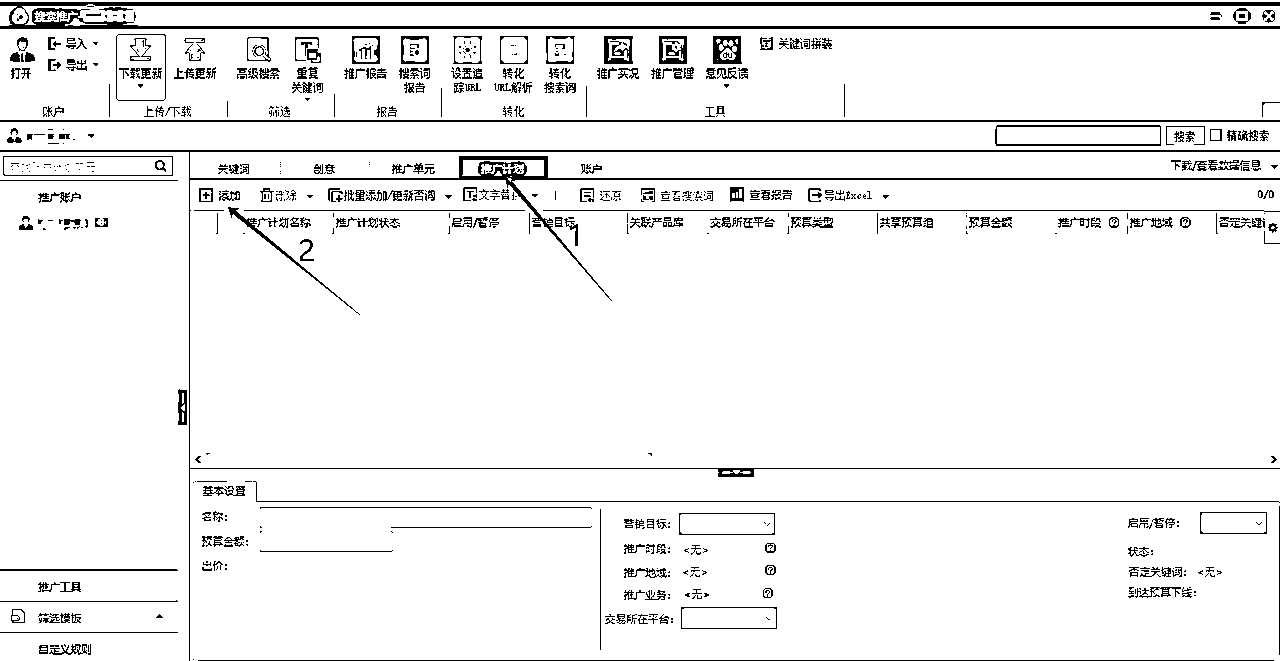 搜索推广
打开 导入 导出 下载更新 上传更新 高级搜索 重复关键词 推广报告 搜索词报告 设置追踪URL 转化URL解析 转化搜索词 推广实况 推广管理 意见反馈 关键词拼装
账户 上传/下载 筛选 报告 转化 工具
搜索 精确搜索
关键词 创意 推广单元 推广计划 账户 下载/查看数据信息
推广账户
添加 删除 批量添加/更新否词 文字替 还原 查看搜索词 查看报告 导出Excel 0/0
推广计划名称 推广计划状态 启用/暂停 营销目标 关联产品库 交易所在平台 预算类型 共享预算组 预算金额 推广时段 推广地域 否定关键
1
2
基本设置
名称:
预算金额:
出价:
营销目标:
推广时段: <无>
推广地域: <无>
推广业务: <无>
交易所在平台:
启用/暂停:
状态:
否定关键词: <无>
到达预算下线:
推广工具
筛选模板
自定义规则